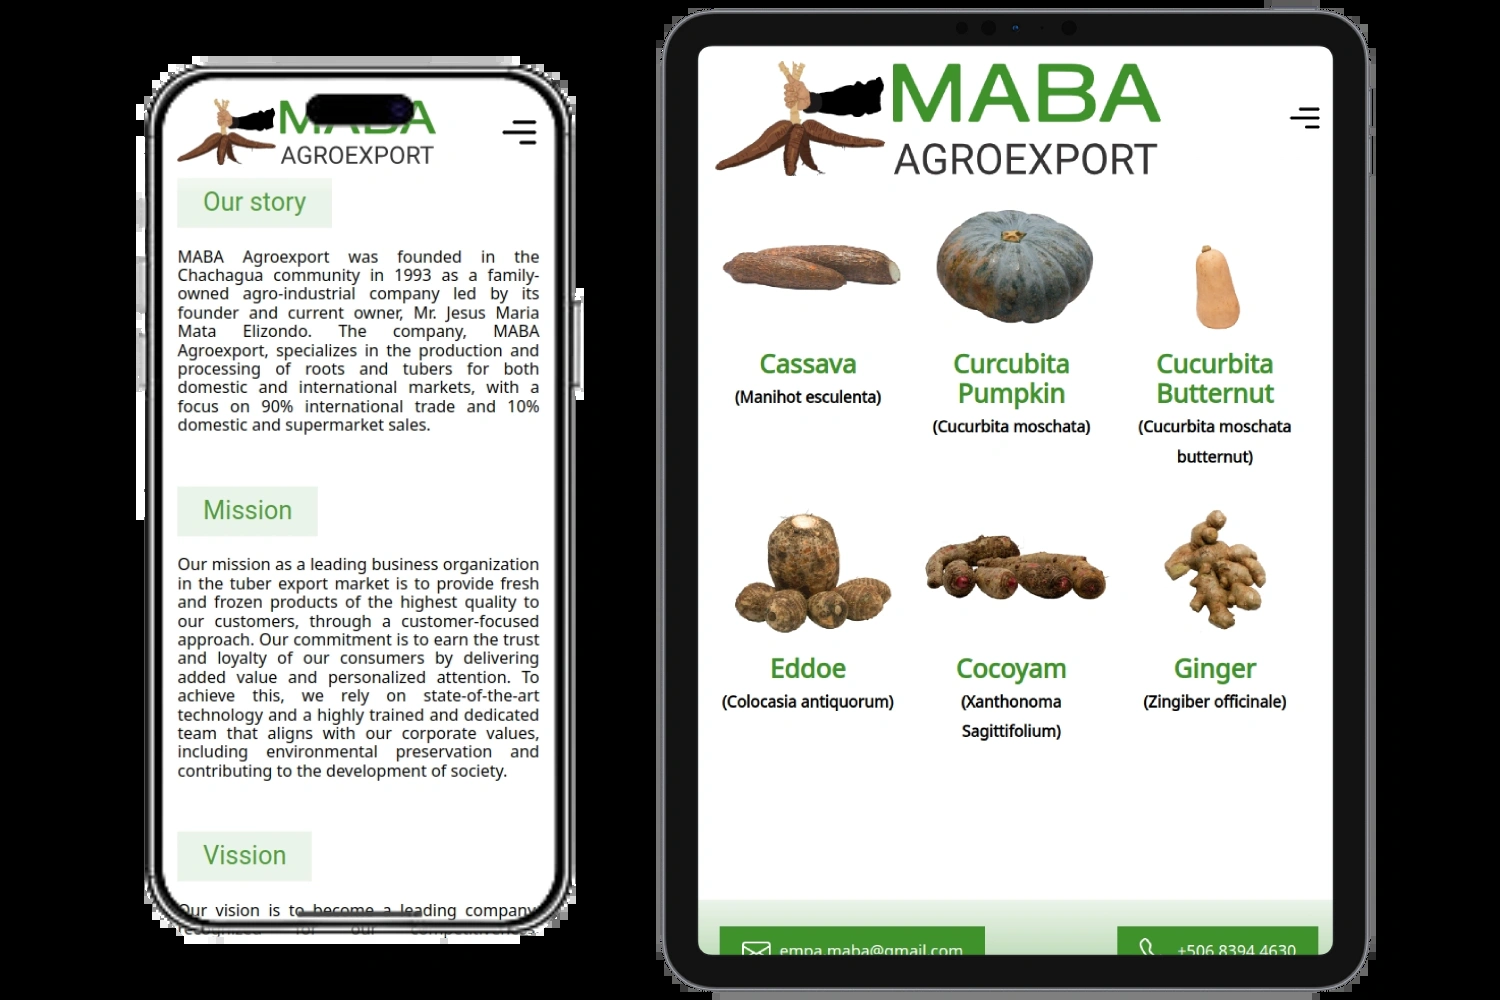 MABA
AGROEXPORT
Our story
MABA Agroexport was founded in the
Chachagua community in 1993 as a family-
owned agro-industrial company led by its
founder and current owner, Mr. Jesus Maria
Mata Elizondo. The company, MABA
Agroexport, specializes in the production and
processing of roots and tubers for both
domestic and international markets, with a
focus on 90% international trade and 10%
domestic and supermarket sales.
Mission
Our mission as a leading business organization
in the tuber export market is to provide fresh
and frozen products of the highest quality to
our customers, through a customer-focused
approach. Our commitment is to earn the trust
and loyalty of our consumers by delivering
added value and personalized attention. To
achieve this, we rely on state-of-the-art
technology and a highly trained and dedicated
team that aligns with our corporate values,
including environmental preservation and
contributing to the development of society.
Vission
Our vision is to become a leading company,
recognized for our competitiveness,
MABA
AGROEXPORT
Cassava
(Manihot esculenta)
Curcubita
Pumpkin
(Cucurbita moschata)
Cucurbita
Butternut
(Cucurbita moschata
butternut)
Eddoe
(Colocasia antiquorum)
Cocoyam
(Xanthonoma
Sagittifolium)
Ginger
(Zingiber officinale)
empa.maba@gmail.com
+506 8394 4630